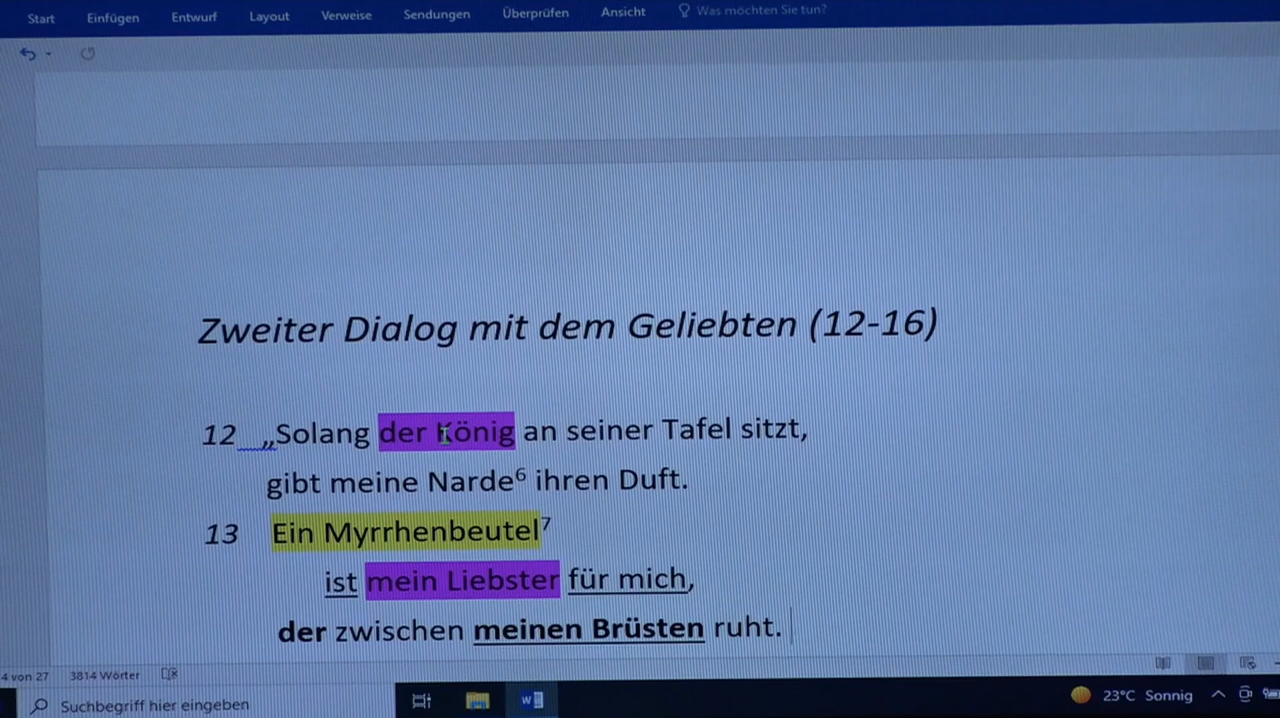 Start Einfügen Entwurf Layout Verweise Sendungen Überprüfen Ansicht Was möchten Sie tun?
Zweiter Dialog mit dem Geliebten (12-16)
12 „Solang der König an seiner Tafel sitzt,
gibt meine Narde⁶ ihren Duft.
13 Ein Myrrhenbeutel⁷
ist mein Liebster für mich,
der zwischen meinen Brüsten ruht.
4 von 27 3814 Wörter
Suchbegriff hier eingeben 23°C Sonnig